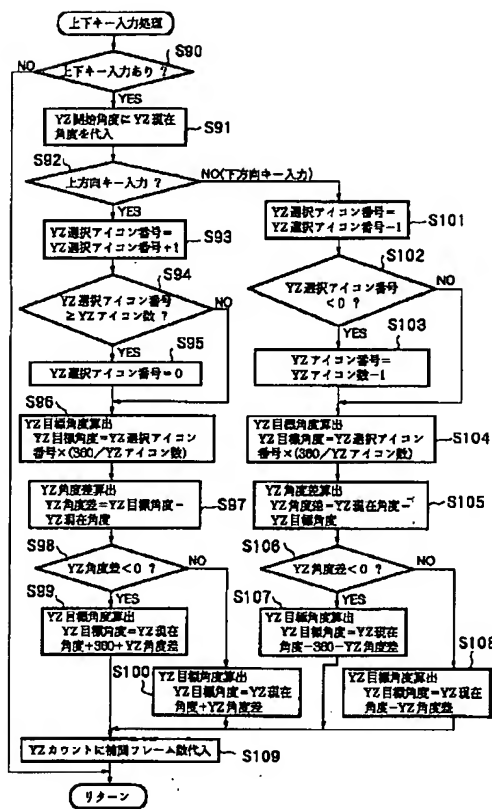 上下キー入力処理
S90
上下キー入力あり ?
NO
YES
YZ開始角度にYZ現在
角度を代入
S91
S92
上方向キー入力 ?
NO(下方向キー入力)
YES
YZ選択アイコン番号=
YZ選択アイコン番号+1
S93
S94
YZ選択アイコン番号
≧YZアイコン数 ?
NO
YES
S95
YZ選択アイコン番号=0
S96
YZ目標角度算出
YZ目標角度=YZ選択アイコン
番号×(360/YZアイコン数)
YZ角度差算出
YZ角度差=YZ目標角度-
YZ現在角度
S97
S98
YZ角度差<0 ?
NO
YES
S99
YZ目標角度算出
YZ目標角度=YZ現在
角度+360+YZ角度差
S100
YZ目標角度算出
YZ目標角度=YZ現在
角度+YZ角度差
YZ選択アイコン番号=
YZ選択アイコン番号-1
S101
S102
YZ選択アイコン番号
<0 ?
NO
YES
S103
YZアイコン番号=
YZアイコン数-1
YZ目標角度算出
YZ目標角度=YZ選択アイコン
番号×(360/YZアイコン数)
S104
YZ角度差算出
YZ角度差=YZ現在角度-
YZ目標角度
S105
S106
YZ角度差<0 ?
NO
YES
S107
YZ目標角度算出
YZ目標角度=YZ現在
角度-360-YZ角度差
S108
YZ目標角度算出
YZ目標角度=YZ現在
角度-YZ角度差
YZカウントに補間フレーム数代入
S109
リターン